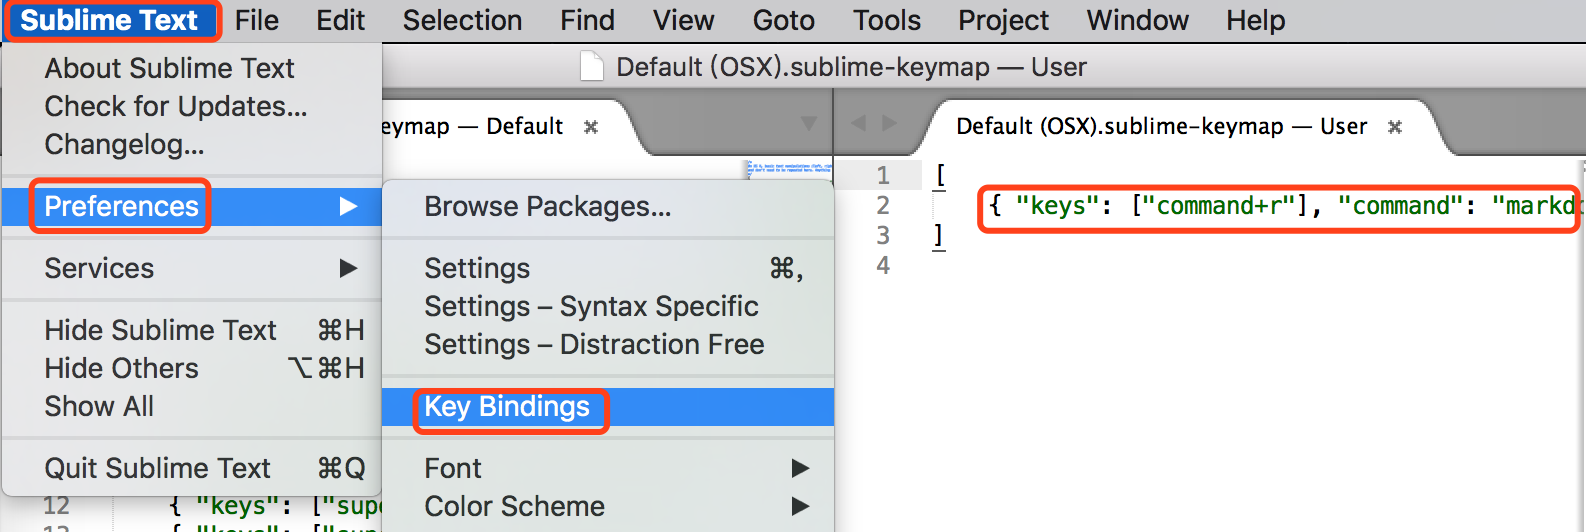 Sublime Text File Edit Selection Find View Goto Tools Project Window Help
Default (OSX).sublime-keymap — User
About Sublime Text
Check for Updates...
Changelog...
Preferences
Services
Hide Sublime Text ⌘H
Hide Others ⌥⌘H
Show All
Quit Sublime Text ⌘Q
Browse Packages...
Settings ⌘,
Settings – Syntax Specific
Settings – Distraction Free
Key Bindings
Font
Color Scheme
eymap — Default
12 { "keys": ["supe
Default (OSX).sublime-keymap — User
1 [
2 { "keys": ["command+r"], "command": "markd
3 ]
4